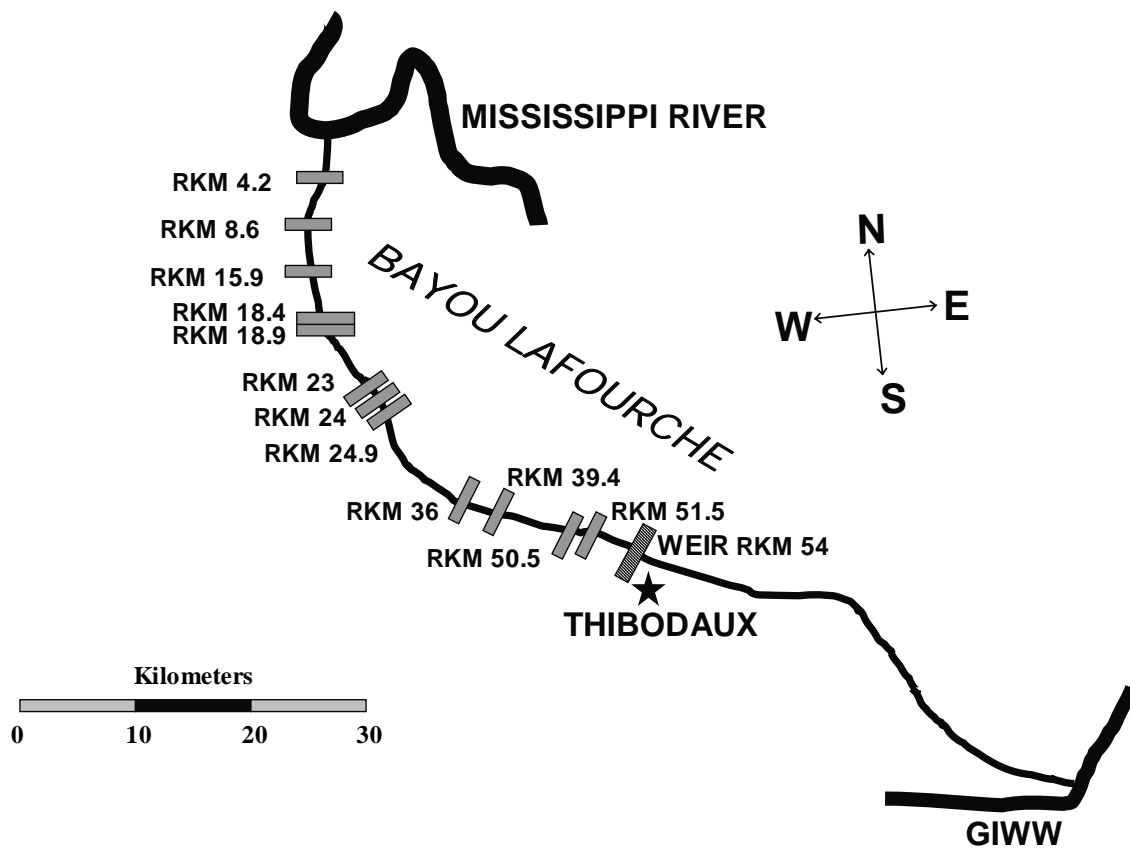 MISSISSIPPI RIVER
RKM 4.2
RKM 8.6
RKM 15.9
RKM 18.4
RKM 18.9
BAYOU LAFOURCHE
N
W
E
S
RKM 23
RKM 24
RKM 24.9
RKM 39.4
RKM 36
RKM 51.5
RKM 50.5
WEIR RKM 54
THIBODAUX
Kilometers
0 10 20 30
GIWW